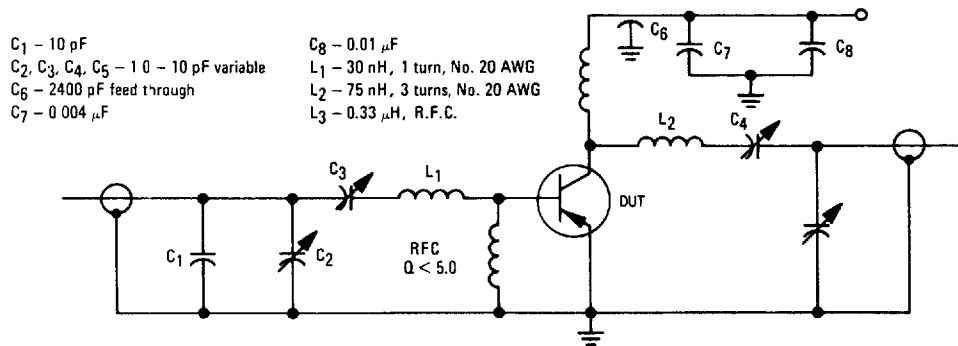 C1 – 10 pF
C2, C3, C4, C5 – 1 0 – 10 pF variable
C6 – 2400 pF feed through
C7 – 0 004 μF
C8 – 0.01 μF
L1 – 30 nH, 1 turn, No. 20 AWG
L2 – 75 nH, 3 turns, No. 20 AWG
L3 – 0.33 μH, R.F.C.
C6
C7
C8
L2
C4
C3
L1
DUT
C1
C2
RFC
Q < 5.0